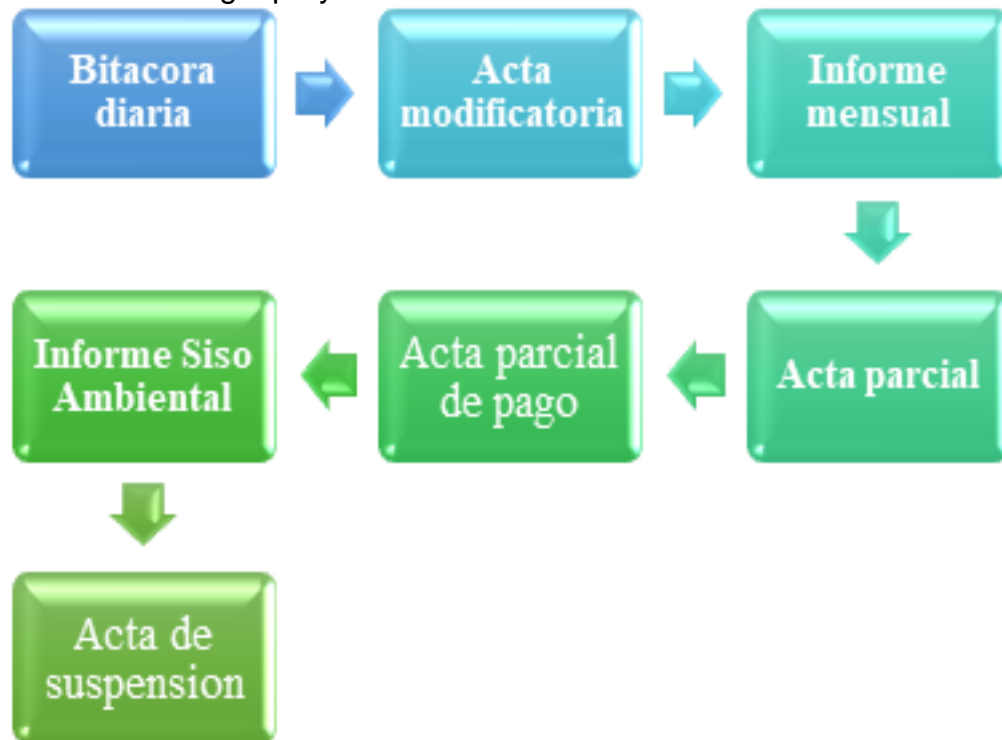 Bitacora
diaria
Acta
modificatoria
Informe
mensual
Acta parcial
Acta parcial
de pago
Informe Siso
Ambiental
Acta de
suspension